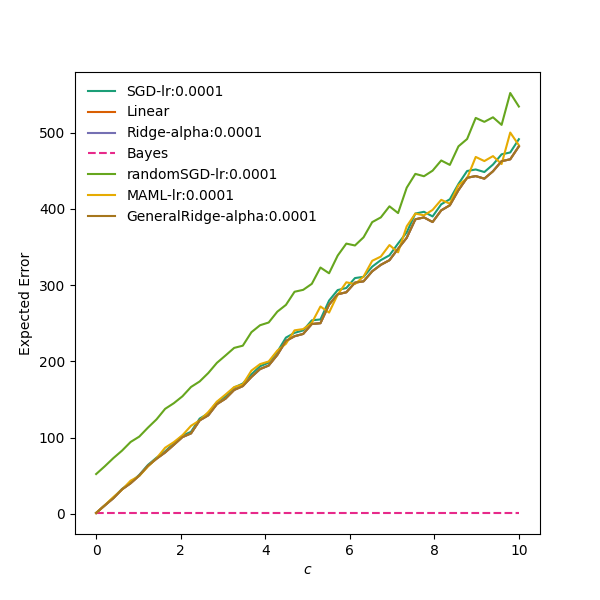 SGD-lr:0.0001
Linear
Ridge-alpha:0.0001
Bayes
randomSGD-lr:0.0001
MAML-lr:0.0001
GeneralRidge-alpha:0.0001
Expected Error
500
400
300
200
100
0
0 2 4 6 8 10
c